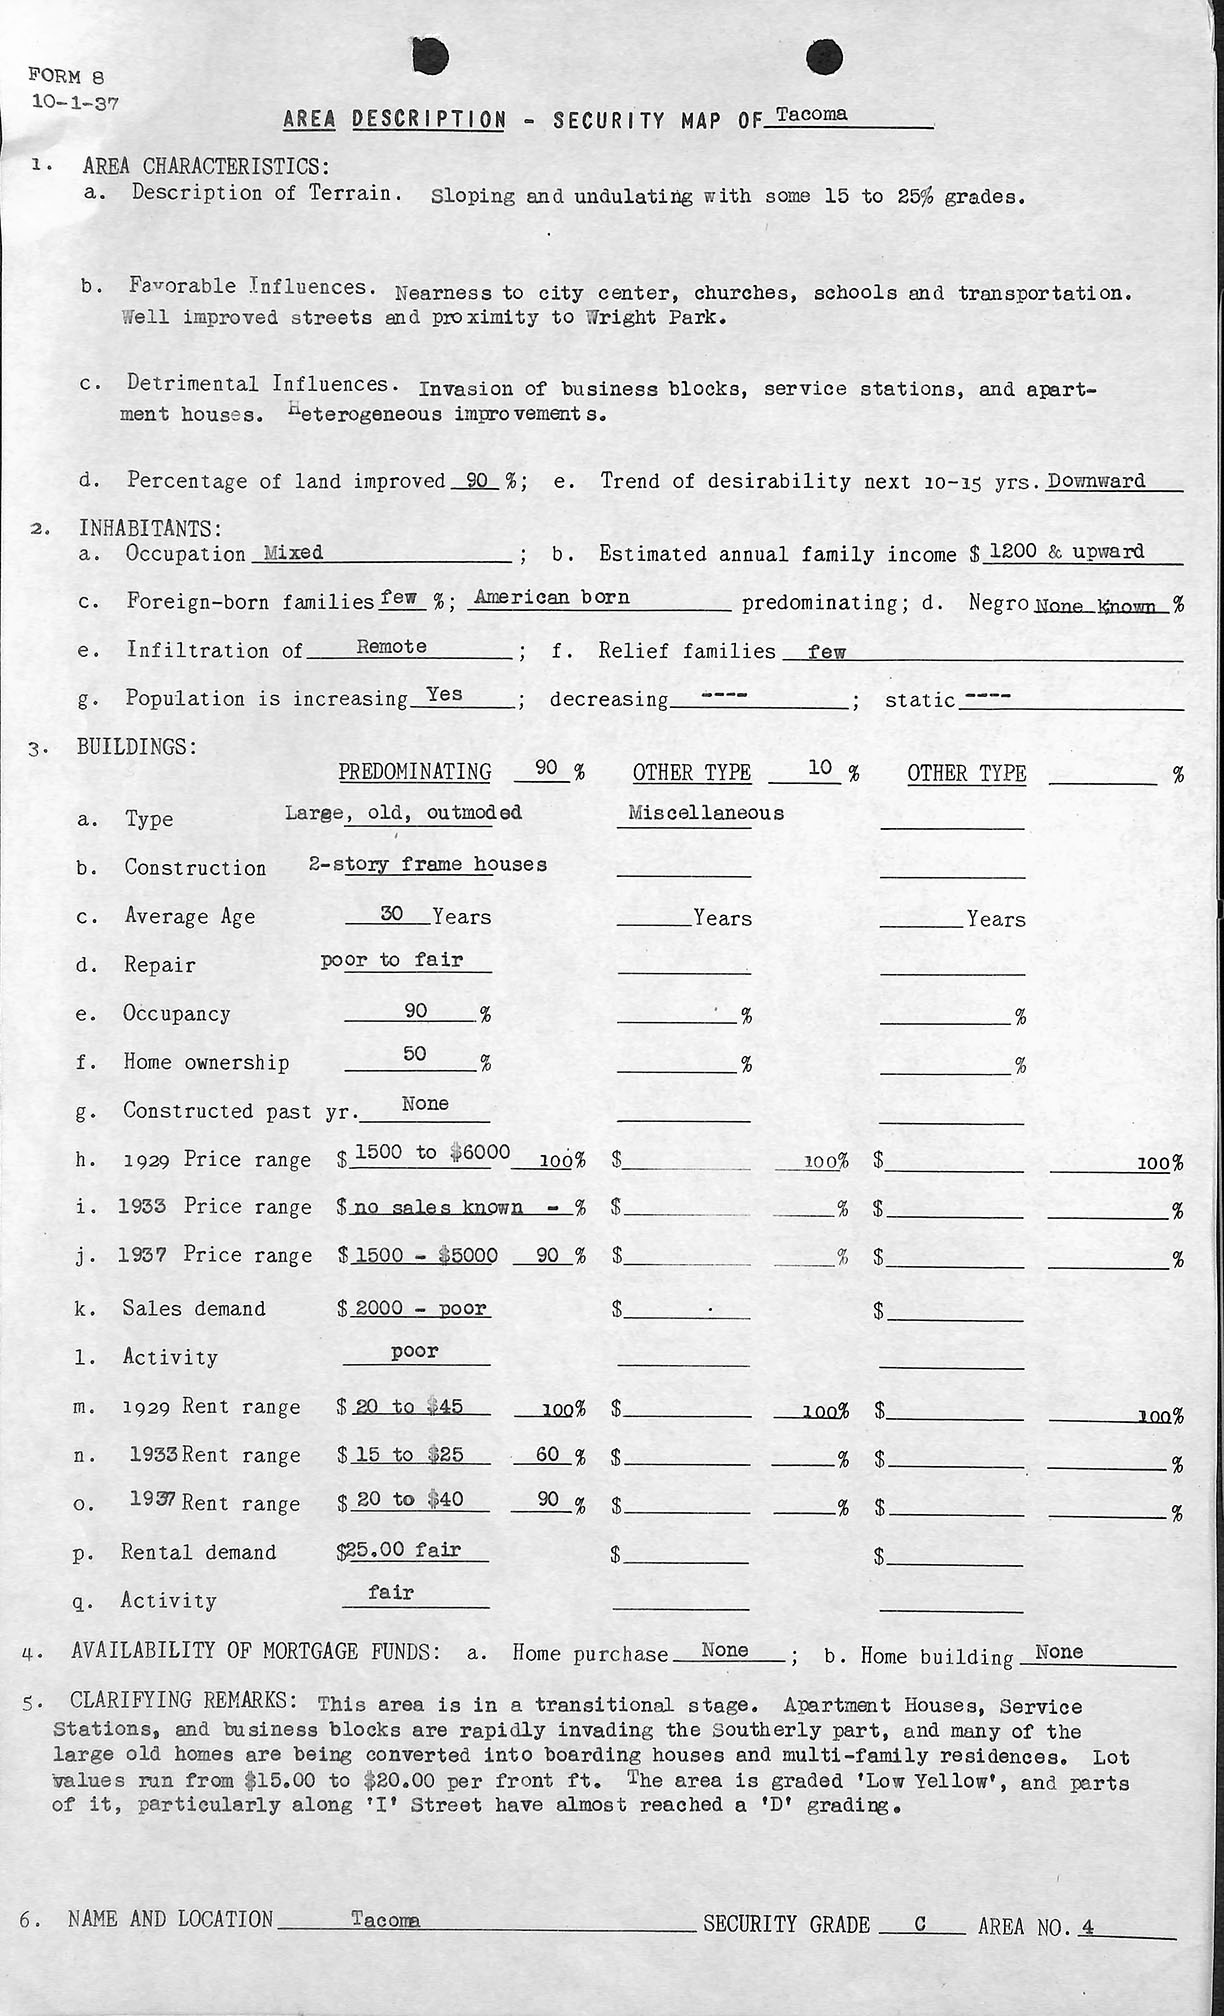 FORM 8
10-1-37
AREA DESCRIPTION - SECURITY MAP OF Tacoma
1. AREA CHARACTERISTICS:
a. Description of Terrain. Sloping and undulating with some 15 to 25% grades.
b. Favorable Influences. Nearness to city center, churches, schools and transportation.
Well improved streets and proximity to Wright Park.
c. Detrimental Influences. Invasion of business blocks, service stations, and apart-
ment houses. Heterogeneous improvements.
d. Percentage of land improved 90 %; e. Trend of desirability next 10-15 yrs. Downward
2. INHABITANTS:
a. Occupation Mixed ; b. Estimated annual family income $ 1200 & upward
c. Foreign-born families few %; American born predominating; d. Negro None known %
e. Infiltration of Remote ; f. Relief families few
g. Population is increasing Yes ; decreasing ---- ; static ----
3. BUILDINGS:
PREDOMINATING 90 % OTHER TYPE 10 % OTHER TYPE %
a. Type Large, old, outmoded Miscellaneous
b. Construction 2-story frame houses
c. Average Age 30 Years Years Years
d. Repair poor to fair
e. Occupancy 90 % % %
f. Home ownership 50 % % %
g. Constructed past yr. None
h. 1929 Price range $ 1500 to $6000 100% $ 100% $ 100%
i. 1933 Price range $ no sales known - % $ % $ %
j. 1937 Price range $ 1500 - $5000 90 % $ % $ %
k. Sales demand $ 2000 - poor $ $
l. Activity poor
m. 1929 Rent range $ 20 to $45 100% $ 100% $ 100%
n. 1933 Rent range $ 15 to $25 60 % $ % $ %
o. 1937 Rent range $ 20 to $40 90 % $ % $ %
p. Rental demand $25.00 fair $ $
q. Activity fair
4. AVAILABILITY OF MORTGAGE FUNDS: a. Home purchase None ; b. Home building None
5. CLARIFYING REMARKS: This area is in a transitional stage. Apartment Houses, Service
Stations, and business blocks are rapidly invading the Southerly part, and many of the
large old homes are being converted into boarding houses and multi-family residences. Lot
values run from $15.00 to $20.00 per front ft. The area is graded 'Low Yellow', and parts
of it, particularly along 'I' Street have almost reached a 'D' grading.
6. NAME AND LOCATION Tacoma SECURITY GRADE C AREA NO. 4